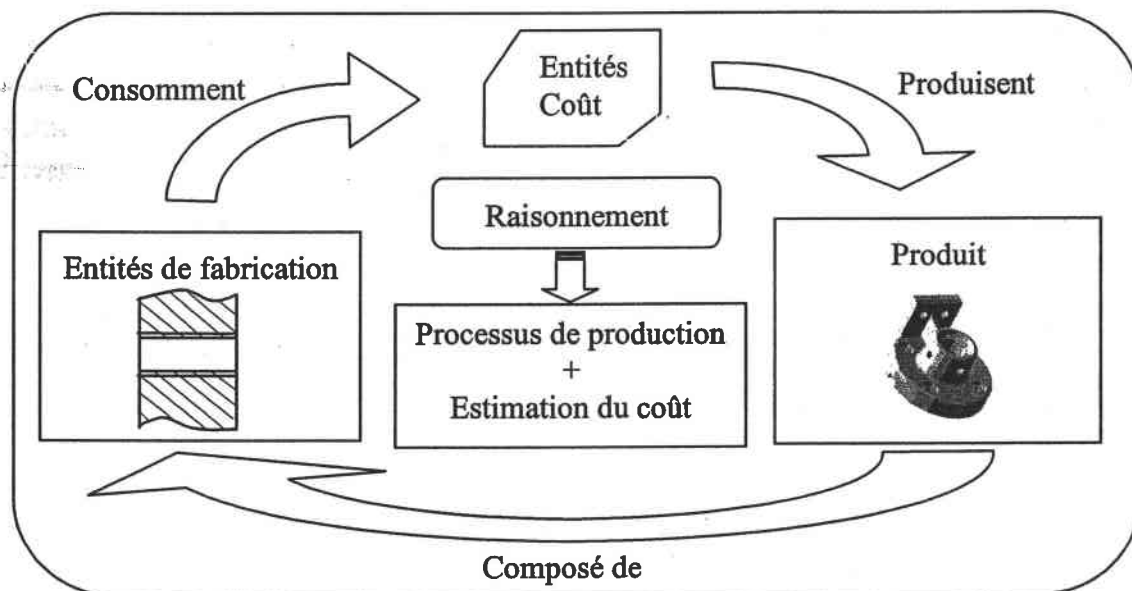 Consomment
Entités
Coût
Produisent
Raisonnement
Entités de fabrication
Processus de production
+
Estimation du coût
Produit
Composé de